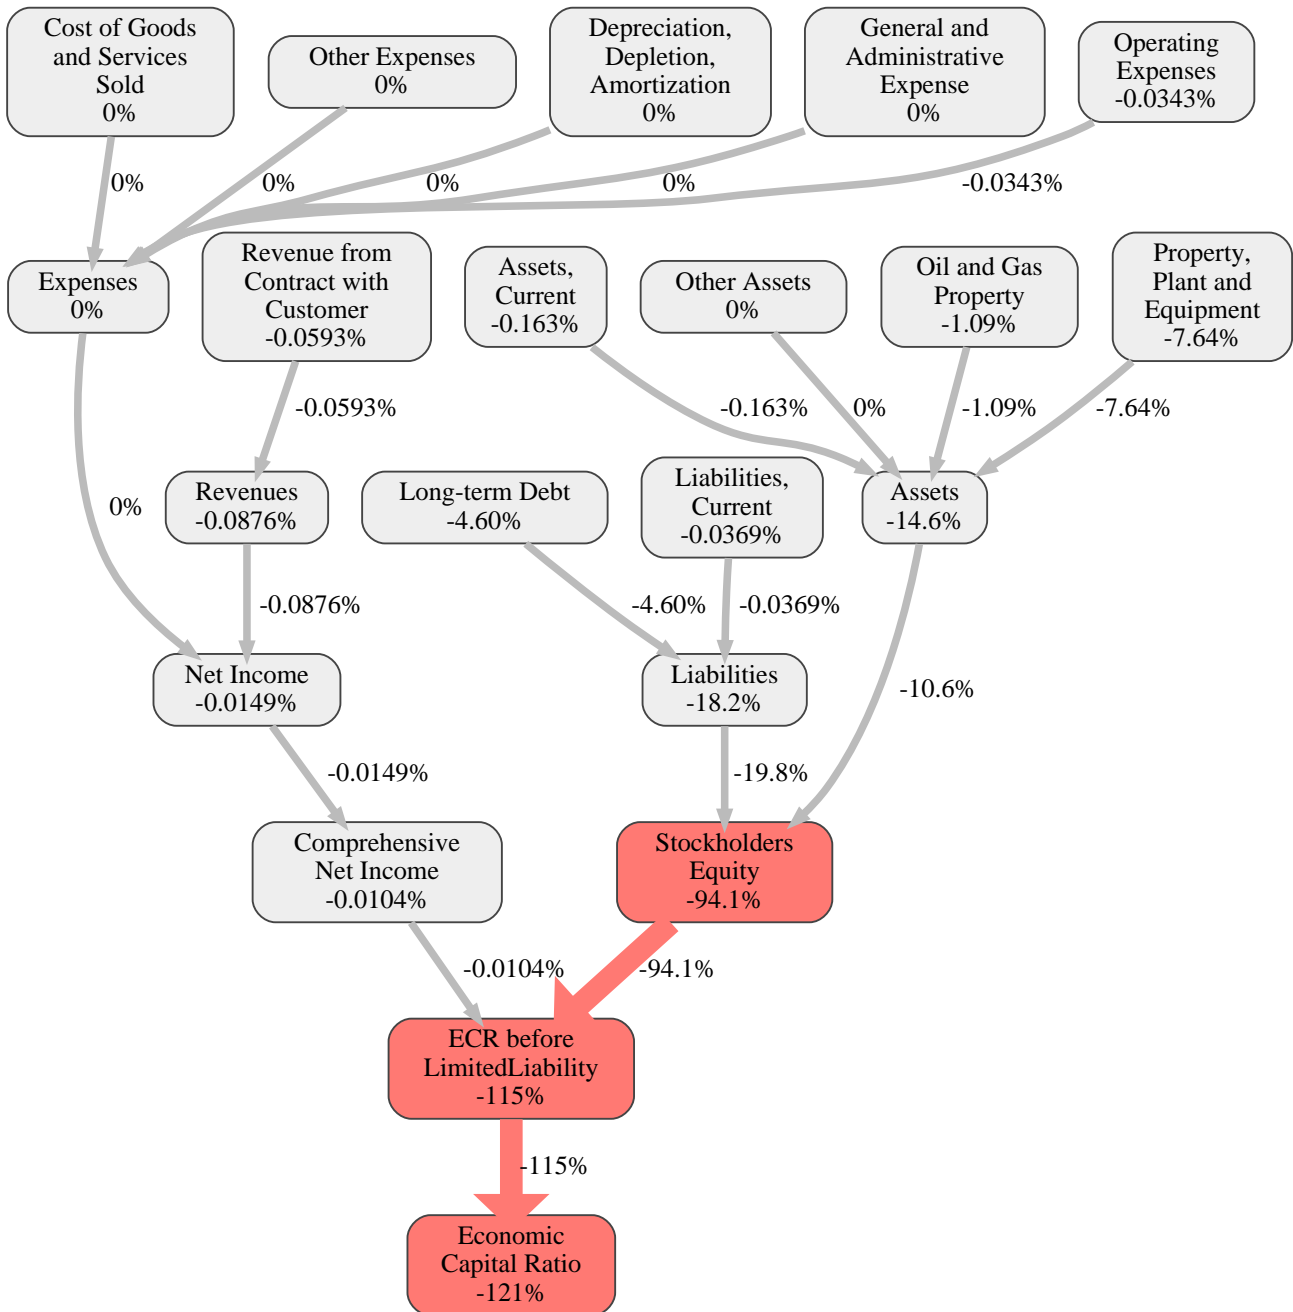 Cost of Goods
and Services
Sold
0%
Other Expenses
0%
Depreciation,
Depletion,
Amortization
0%
General and
Administrative
Expense
0%
Operating
Expenses
-0.0343%
0%
0%
0%
0%
-0.0343%
Expenses
0%
Revenue from
Contract with
Customer
-0.0593%
Assets,
Current
-0.163%
Other Assets
0%
Oil and Gas
Property
-1.09%
Property,
Plant and
Equipment
-7.64%
-0.0593%
-0.163%
0%
-1.09%
-7.64%
0%
Revenues
-0.0876%
Long-term Debt
-4.60%
Liabilities,
Current
-0.0369%
Assets
-14.6%
-0.0876%
-4.60%
-0.0369%
Net Income
-0.0149%
Liabilities
-18.2%
-10.6%
-0.0149%
-19.8%
Comprehensive
Net Income
-0.0104%
Stockholders
Equity
-94.1%
-0.0104%
-94.1%
ECR before
LimitedLiability
-115%
-115%
Economic
Capital Ratio
-121%